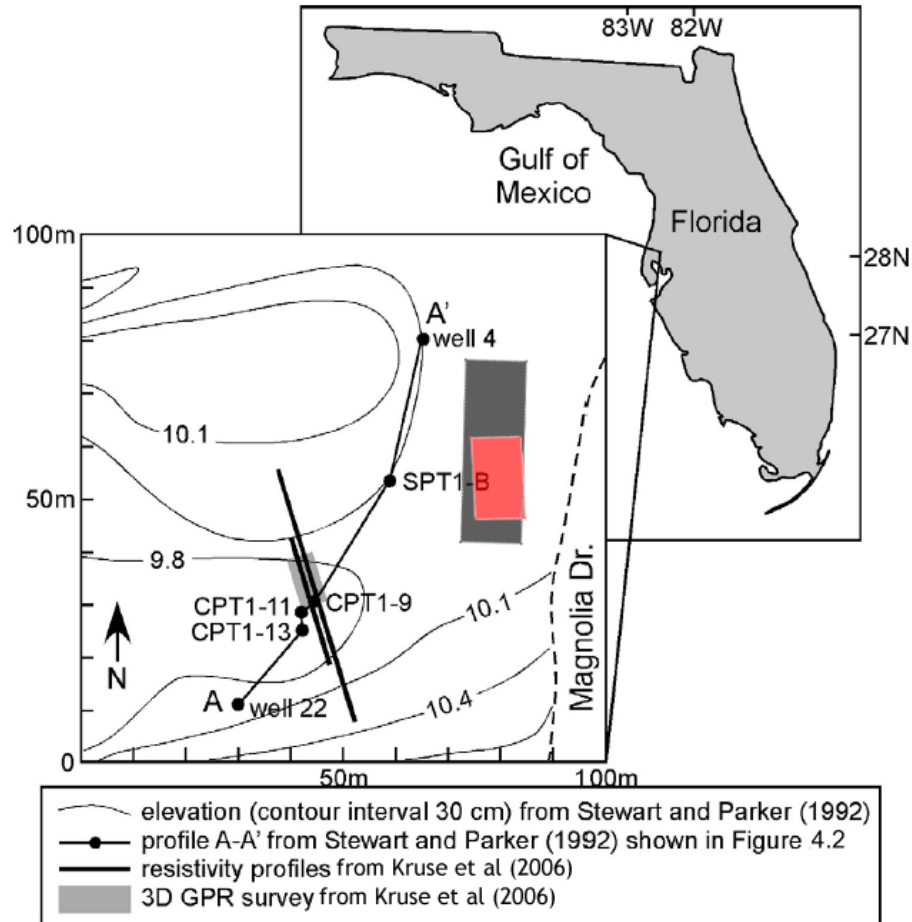 83W 82W
Gulf of
Mexico
Florida
28N
27N
100m
A'
well 4
10.1
SPT1-B
50m
9.8
CPT1-11
CPT1-9
CPT1-13
10.1
N
A
well 22
10.4
Magnolia Dr.
0
50m
100m
elevation (contour interval 30 cm) from Stewart and Parker (1992)
profile A-A' from Stewart and Parker (1992) shown in Figure 4.2
resistivity profiles from Kruse et al (2006)
3D GPR survey from Kruse et al (2006)